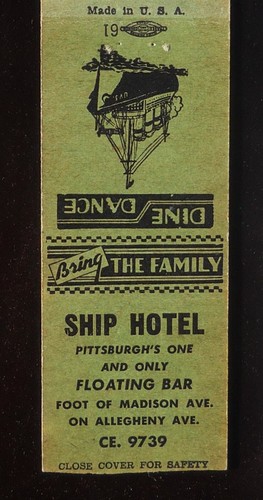 Made in U. S. A.
19
DINE
DANCE
Bring THE FAMILY
SHIP HOTEL
PITTSBURGH'S ONE
AND ONLY
FLOATING BAR
FOOT OF MADISON AVE.
ON ALLEGHENY AVE.
CE. 9739
CLOSE COVER FOR SAFETY